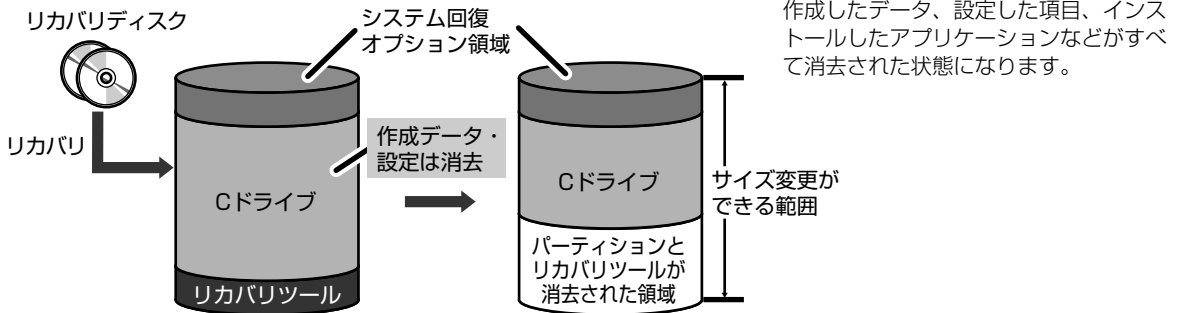 リカバリディスク
システム回復
オプション領域
作成したデータ、設定した項目、インス
トールしたアプリケーションなどがすべ
て消去された状態になります。
リカバリ
作成データ・
設定は消去
Cドライブ
リカバリツール
Cドライブ
サイズ変更が
できる範囲
パーティションと
リカバリツールが
消去された領域